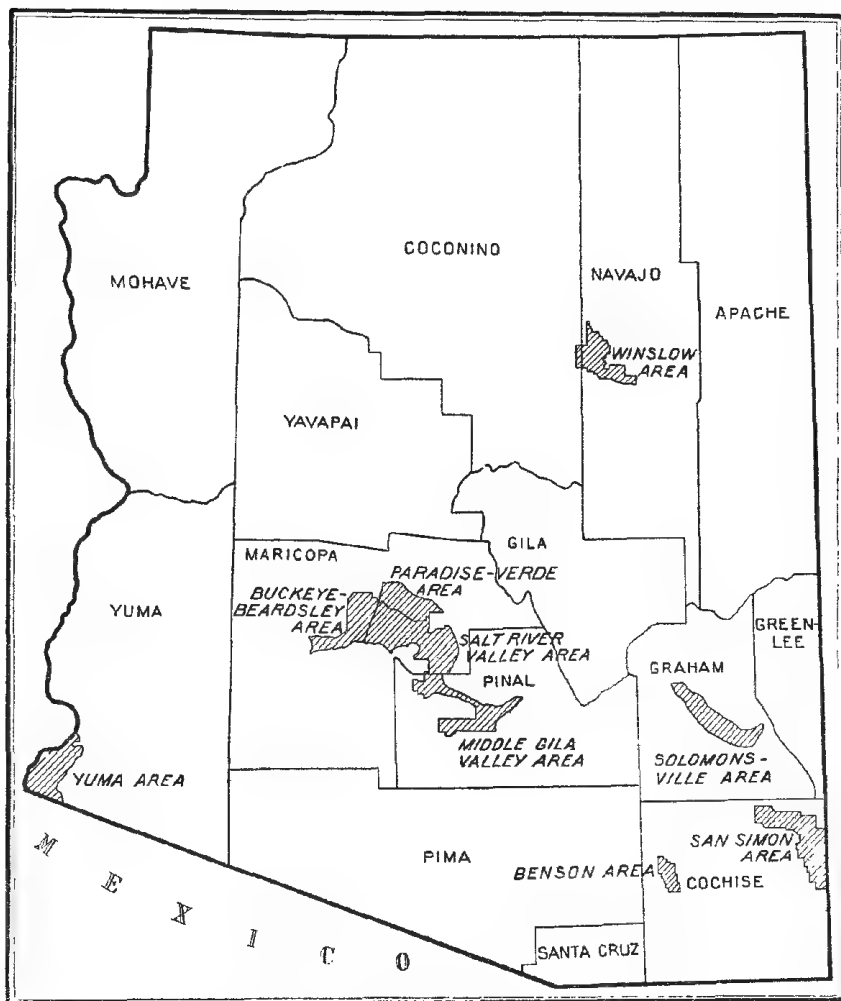 COCONINO
MOHAVE
NAVAJO
APACHE
WINSLOW
AREA
YAVAPAI
GILA
MARICOPA
PARADISE-VERDE
AREA
BUCKEYE-
BEARDSLEY
AREA
YUMA
SALT RIVER
VALLEY AREA
GREEN-
LEE
GRAHAM
PINAL
MIDDLE GILA
VALLEY AREA
SOLOMONS-
VILLE AREA
YUMA AREA
SAN SIMON
AREA
PIMA
BENSON AREA
COCHISE
MEXICO
SANTA CRUZ